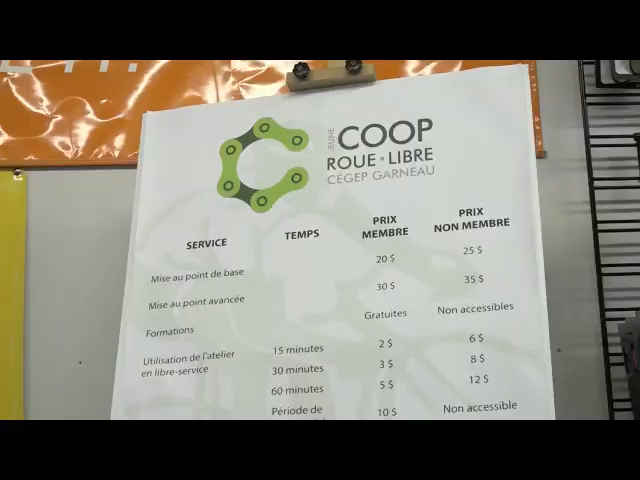 JEUNE COOP
ROUE • LIBRE
CÉGEP GARNEAU
SERVICE TEMPS PRIX MEMBRE PRIX NON MEMBRE
Mise au point de base 20 $ 25 $
Mise au point avancée 30 $ 35 $
Formations Gratuites Non accessibles
Utilisation de l'atelier en libre-service 15 minutes 2 $ 6 $
30 minutes 3 $ 8 $
60 minutes 5 $ 12 $
Période de 10 $ Non accessible